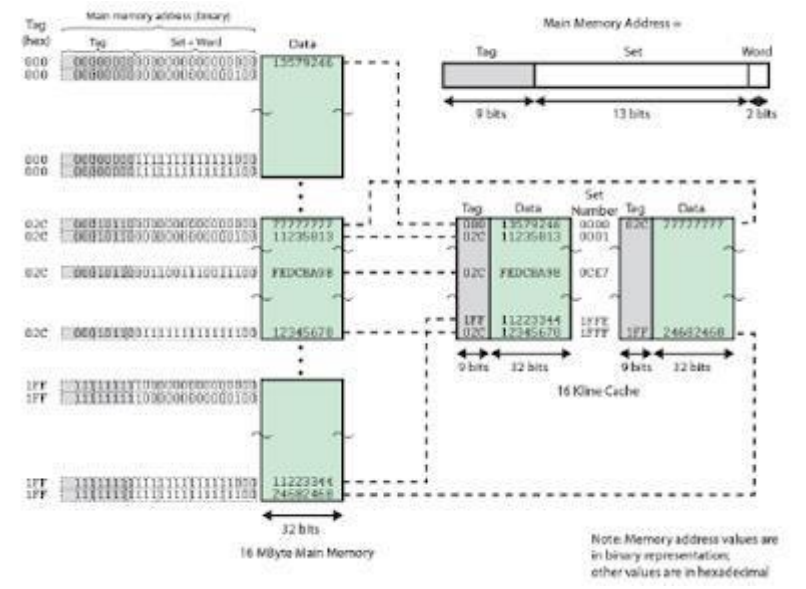 Main memory address (binary)
Tag
(hex)
Tag
Set + Word
Data
000 13579246
000
000
000
02C 77777777
02C 11235813
02C FEDCBA98
02C 12345678
1FF
1FF
1FF 11223344
1FF 24682468
32 bits
16 MByte Main Memory
Main Memory Address =
Tag Set Word
9 bits 13 bits 2 bits
Tag Data Set Number Tag Data
000 13579246 0000 02C 77777777
02C 11235813 0001
02C FEDCBA98 0CE7
1FF 11223344 1FFE
02C 12345678 1FFF 1FF 24682468
9 bits 32 bits 9 bits 32 bits
16 Kline Cache
Note: Memory address values are
in binary representation;
other values are in hexadecimal